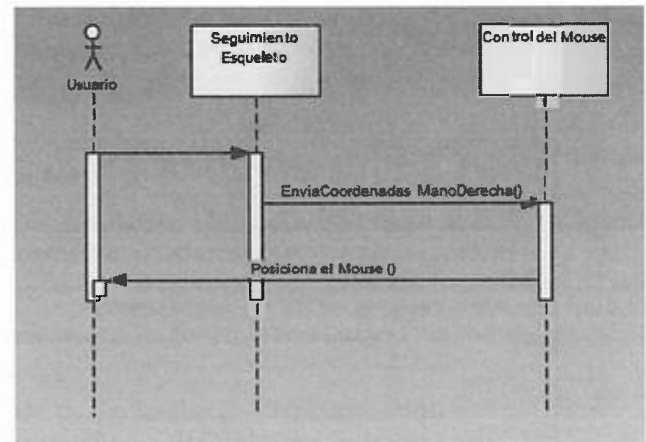 Usuario
Seguimiento
Esqueleto
Control del Mouse
EnviaCoordenadas ManoDerecha()
Posiciona el Mouse ()